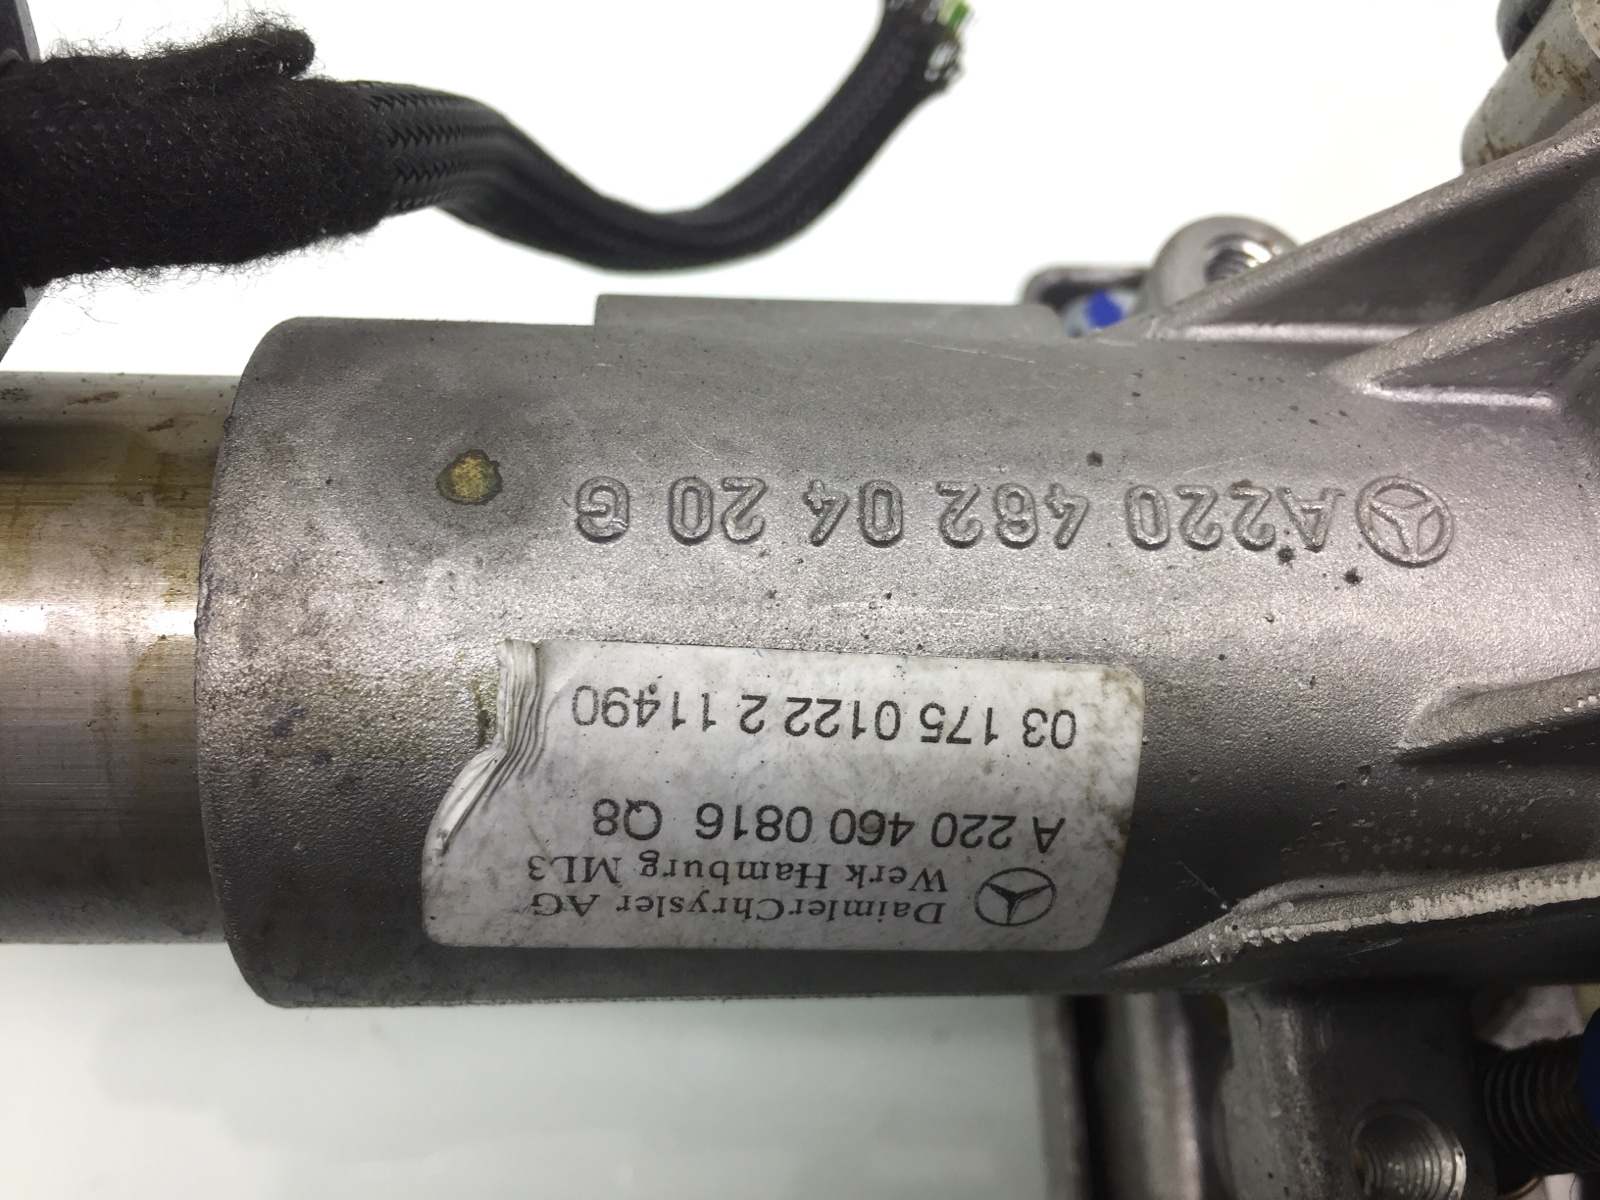 DaimlerChrysler AG
Werk Hamburg ML3
A 220 460 0816 Q8
03 175 0122 2 11490
A220 462 04 20 G